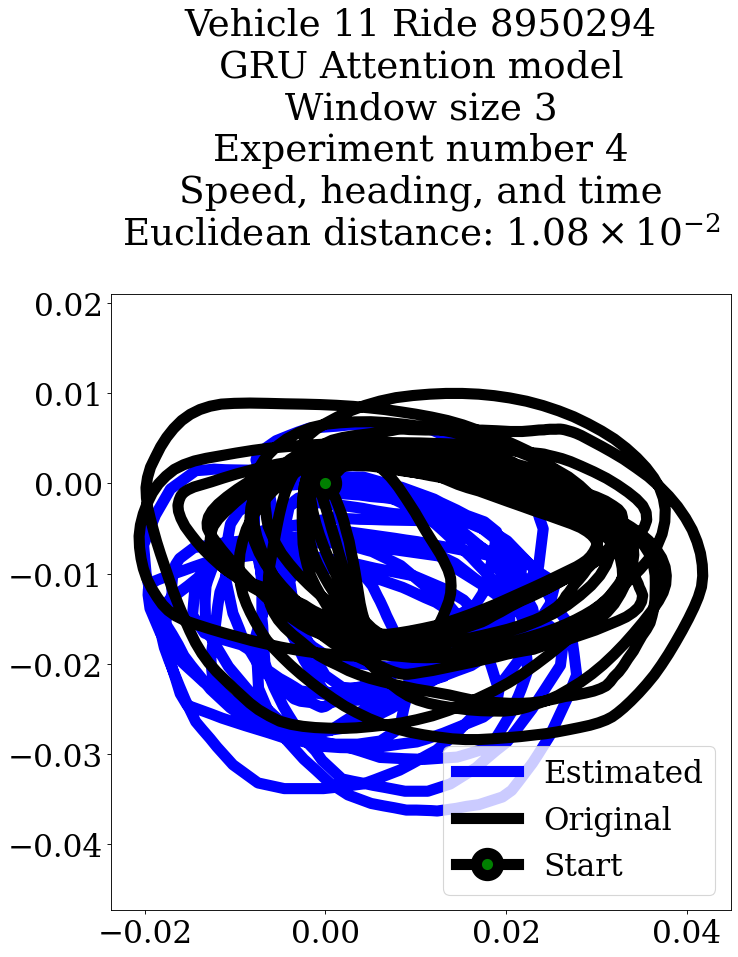 Vehicle 11 Ride 8950294
GRU Attention model
Window size 3
Experiment number 4
Speed, heading, and time
Euclidean distance: 1.08 × 10⁻²
0.02
0.01
0.00
−0.01
−0.02
−0.03
−0.04
Estimated
Original
Start
−0.02 0.00 0.02 0.04